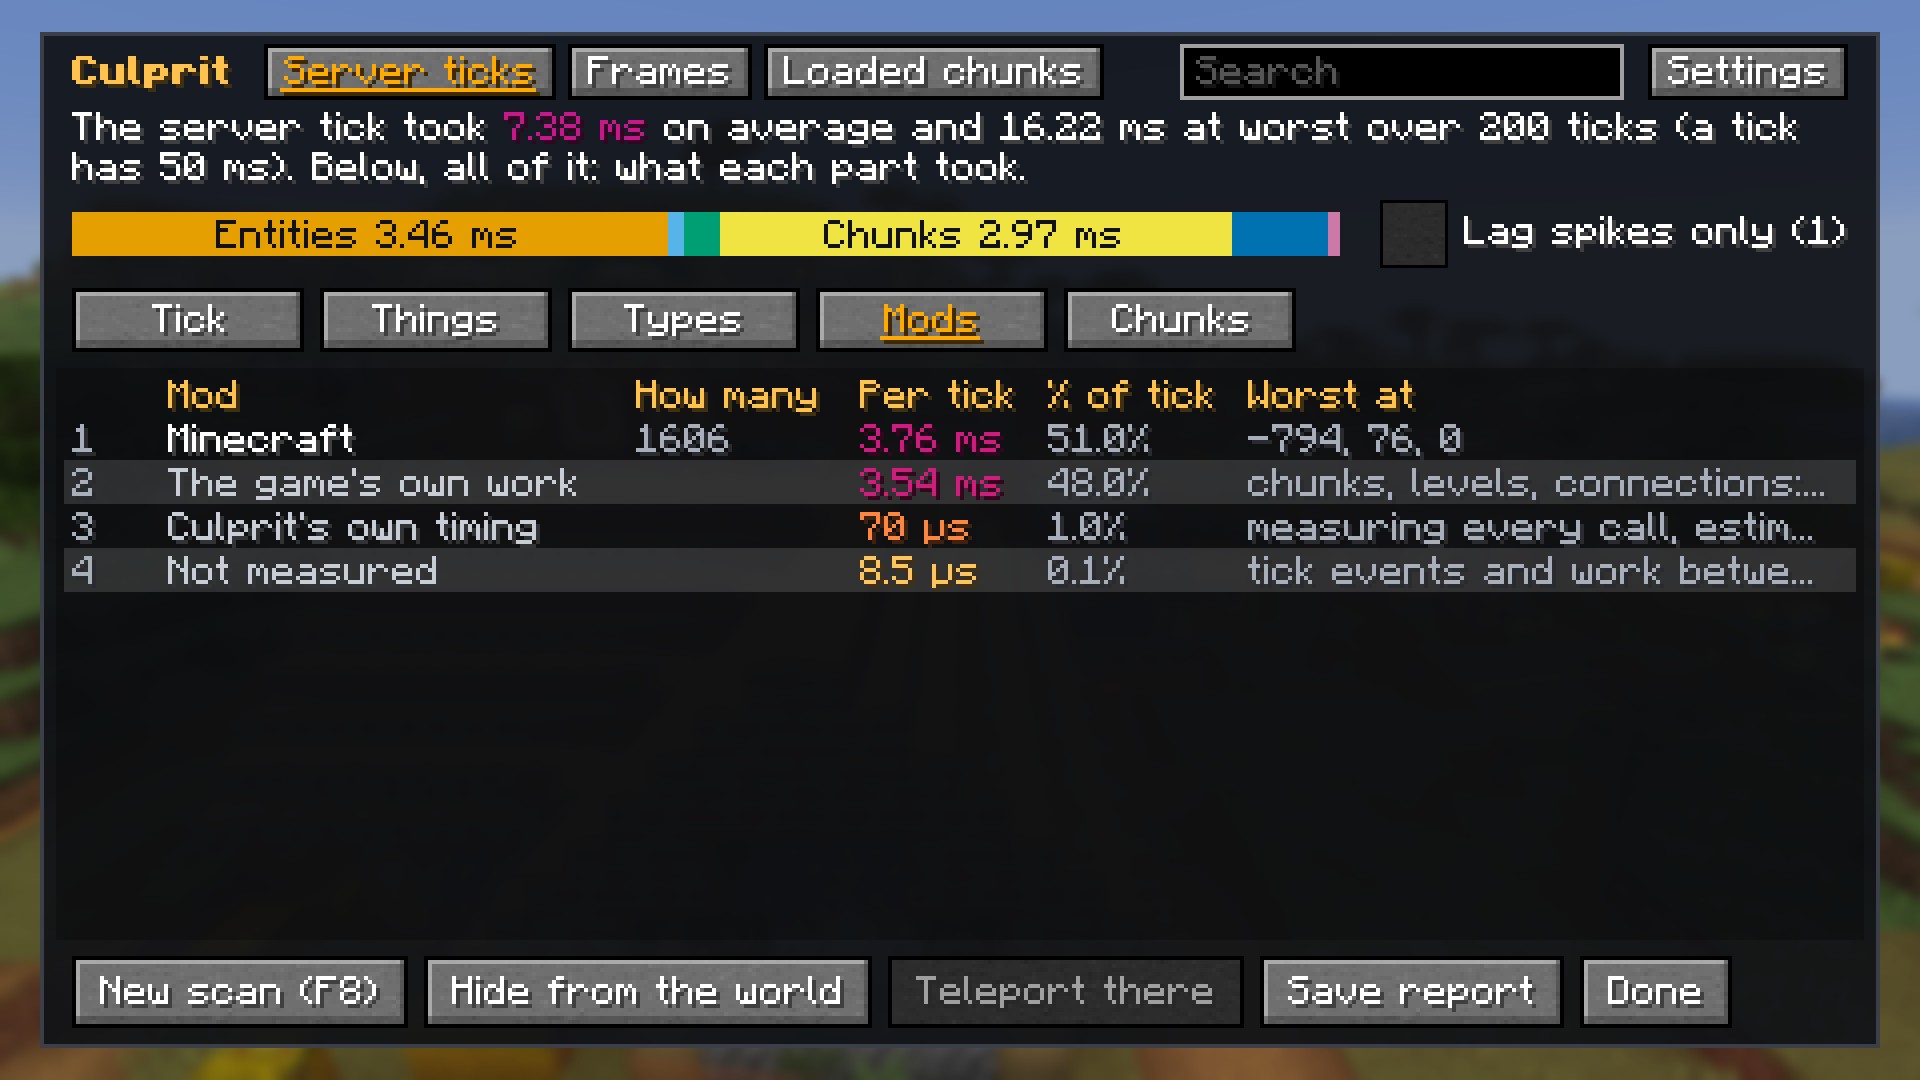 Culprit Server ticks Frames Loaded chunks Search Settings
The server tick took 7.38 ms on average and 16.22 ms at worst over 200 ticks (a tick
has 50 ms). Below, all of it: what each part took.
Entities 3.46 ms Chunks 2.97 ms Lag spikes only (1)
Tick Things Types Mods Chunks
Mod How many Per tick % of tick Worst at
1 Minecraft 1606 3.76 ms 51.0% -794, 76, 0
2 The game's own work 3.54 ms 48.0% chunks, levels, connections:...
3 Culprit's own timing 70 µs 1.0% measuring every call, estim...
4 Not measured 8.5 µs 0.1% tick events and work betwe...
New scan (F8) Hide from the world Teleport there Save report Done